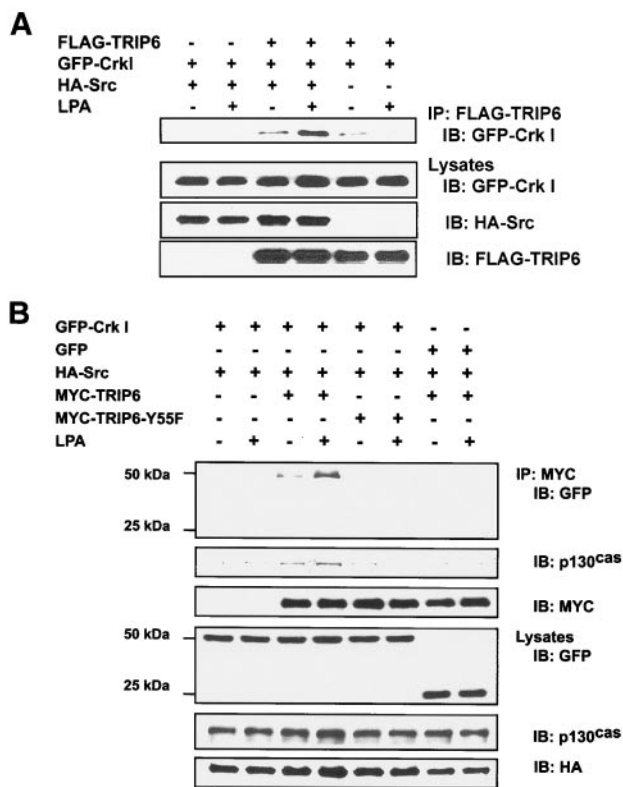 A
FLAG-TRIP6 - - + + + +
GFP-CrkI + + + + + +
HA-Src + + + + - -
LPA - + - + - +
IP: FLAG-TRIP6
IB: GFP-Crk I
Lysates
IB: GFP-Crk I
IB: HA-Src
IB: FLAG-TRIP6
B
GFP-Crk I + + + + + + - -
GFP - - - - - - + +
HA-Src + + + + + + + +
MYC-TRIP6 - - + + - - + +
MYC-TRIP6-Y55F - - - - + + - -
LPA - + - + - + - +
50 kDa
IP: MYC
IB: GFP
25 kDa
IB: p130cas
IB: MYC
50 kDa
Lysates
IB: GFP
25 kDa
IB: p130cas
IB: HA